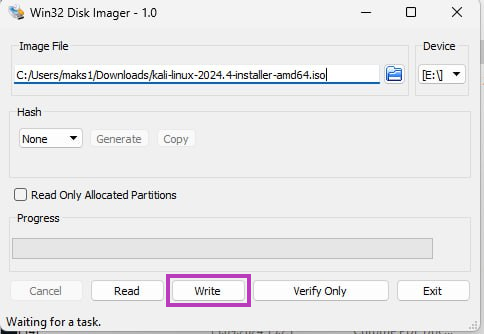 Win32 Disk Imager - 1.0
Image File
Device
C:/Users/maks1/Downloads/kali-linux-2024.4-installer-amd64.iso
[E:\]
Hash
None
Generate
Copy
Read Only Allocated Partitions
Progress
Cancel
Read
Write
Verify Only
Exit
Waiting for a task.